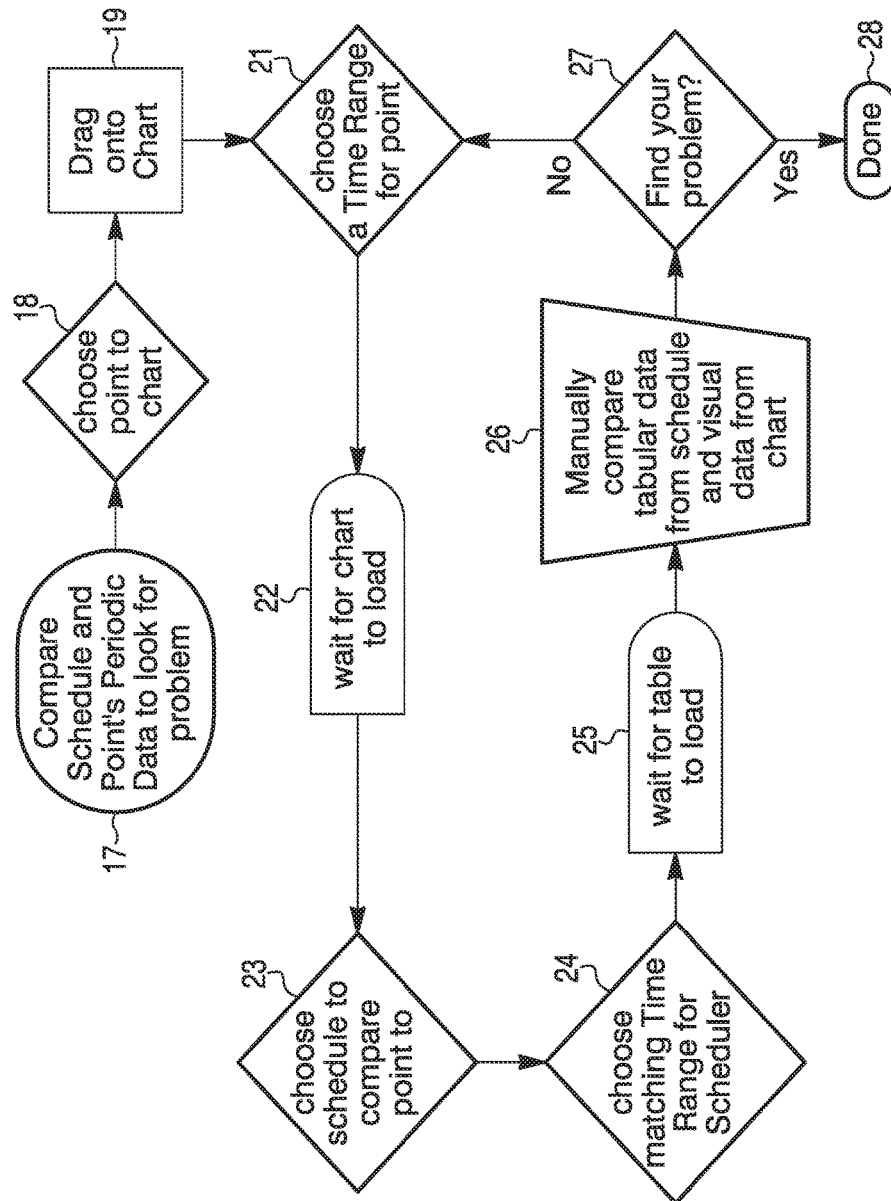 17
Compare
Schedule and
Point's Periodic
Data to look for
problem
18
choose
point to
chart
19
Drag
onto
Chart
21
choose
a Time Range
for point
22
wait for chart
to load
23
choose
schedule to
compare
point to
24
choose
matching Time
Range for
Scheduler
25
wait for table
to load
26
Manually
compare
tabular data
from schedule
and visual
data from
chart
27
Find your
problem?
No
Yes
28
Done